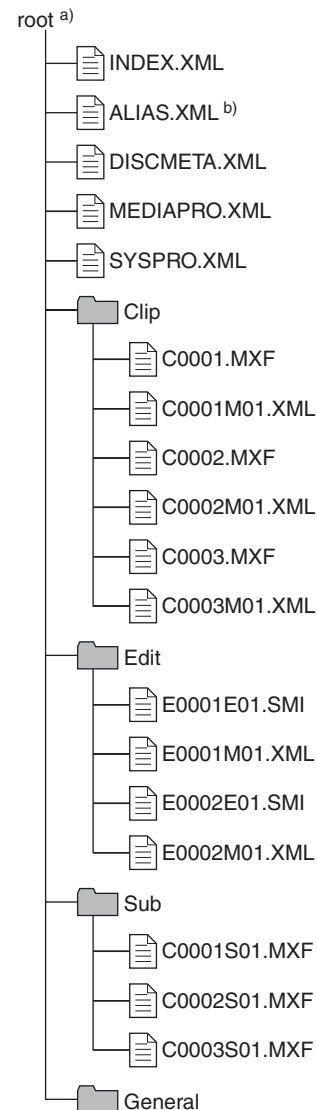 root a)
INDEX.XML
ALIAS.XML b)
DISCMETA.XML
MEDIAPRO.XML
SYSPRO.XML
Clip
C0001.MXF
C0001M01.XML
C0002.MXF
C0002M01.XML
C0003.MXF
C0003M01.XML
Edit
E0001E01.SMI
E0001M01.XML
E0002E01.SMI
E0002M01.XML
Sub
C0001S01.MXF
C0002S01.MXF
C0003S01.MXF
General